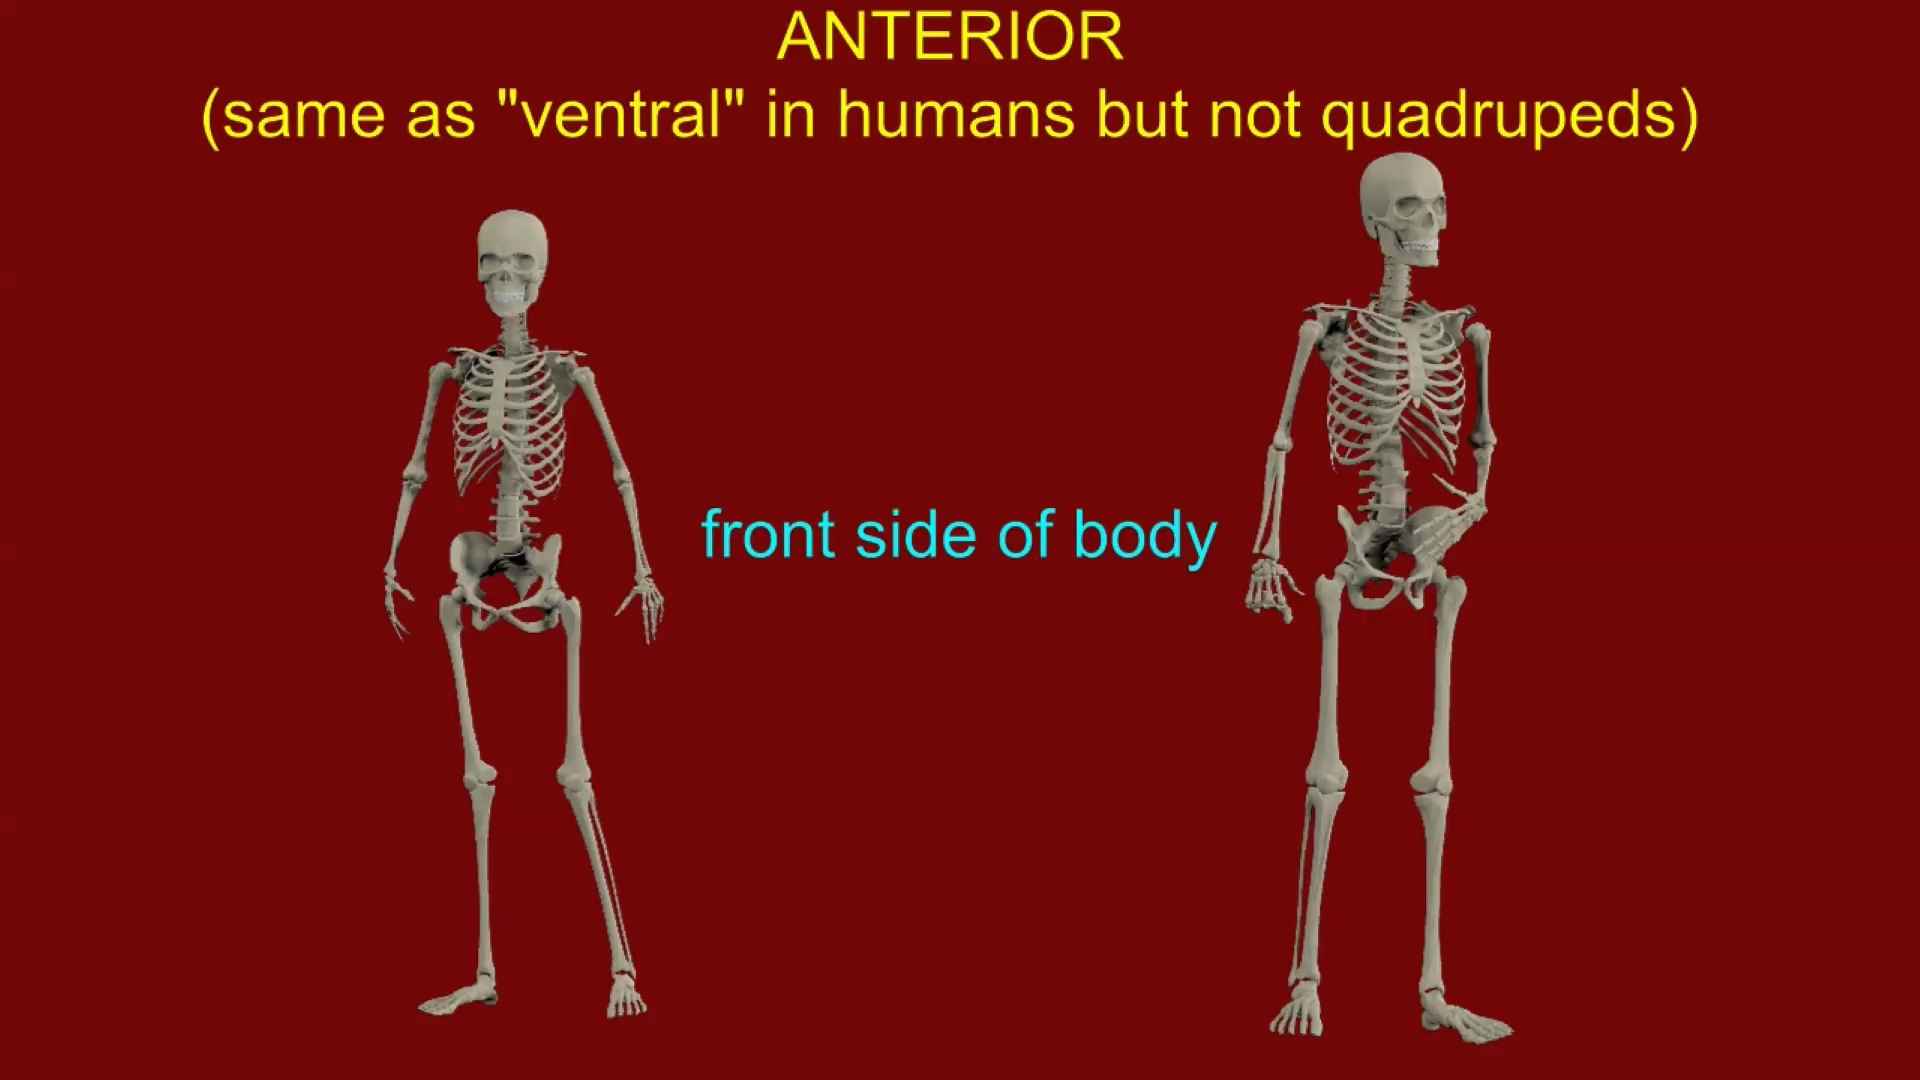 ANTERIOR
(same as "ventral" in humans but not quadrupeds)
front side of body